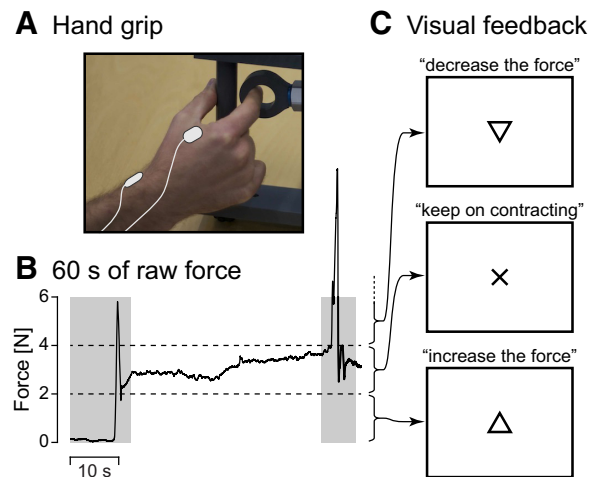 A Hand grip
C Visual feedback
"decrease the force"
"keep on contracting"
B 60 s of raw force
6
4
2
0
Force [N]
"increase the force"
10 s